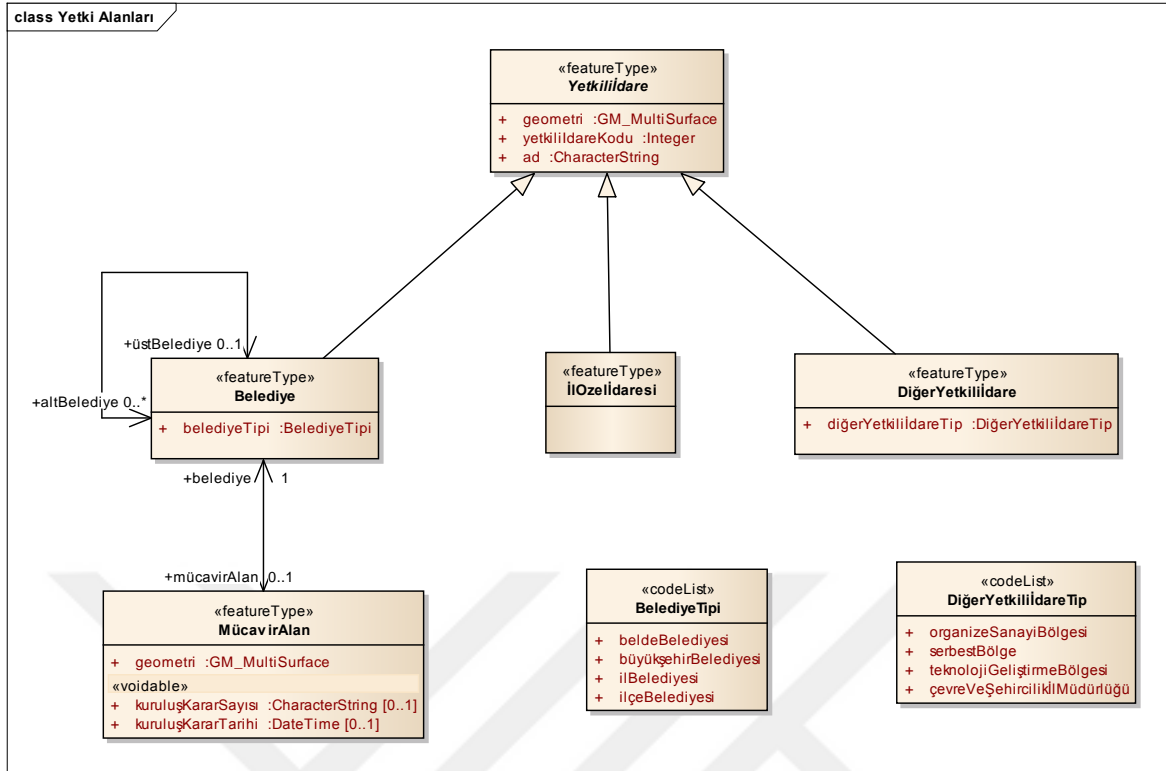 class Yetki Alanları
«featureType»
Yetkiliİdare
+ geometri :GM_MultiSurface
+ yetkiliIdareKodu :Integer
+ ad :CharacterString
+üstBelediye 0..1
+altBelediye 0..*
«featureType»
Belediye
+ belediyeTipi :BelediyeTipi
«featureType»
İlOzelİdaresi
«featureType»
DiğerYetkiliİdare
+ diğerYetkiliİdareTip :DiğerYetkiliİdareTip
+belediye 1
+mücavirAlan 0..1
«featureType»
MücavirAlan
+ geometri :GM_MultiSurface
«voidable»
+ kuruluşKararSayısı :CharacterString [0..1]
+ kuruluşKararTarihi :DateTime [0..1]
«codeList»
BelediyeTipi
+ beldeBelediyesi
+ büyükşehirBelediyesi
+ ilBelediyesi
+ ilçeBelediyesi
«codeList»
DiğerYetkiliİdareTip
+ organizeSanayiBölgesi
+ serbestBölge
+ teknolojiGeliştirmeBölgesi
+ çevreVeŞehircilikİlMüdürlüğü